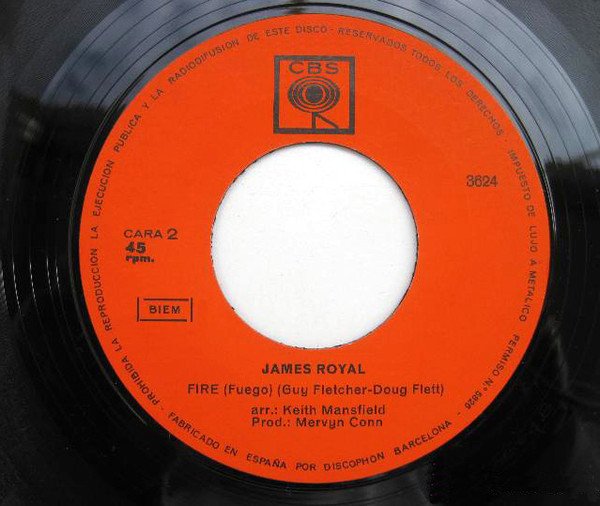 PROHIBIDA LA REPRODUCCION LA EJECUCION PUBLICA Y LA RADIODIFUSION DE ESTE DISCO - RESERVADOS TODOS LOS DERECHOS - IMPUESTO DE LUJO A METALICO PERMISO N.º 5626
CBS
3624
CARA 2
45
rpm.
BIEM
JAMES ROYAL
FIRE (Fuego) (Guy Fletcher-Doug Flett)
arr.: Keith Mansfield
Prod.: Mervyn Conn
- FABRICADO EN ESPAÑA POR DISCOPHON BARCELONA -